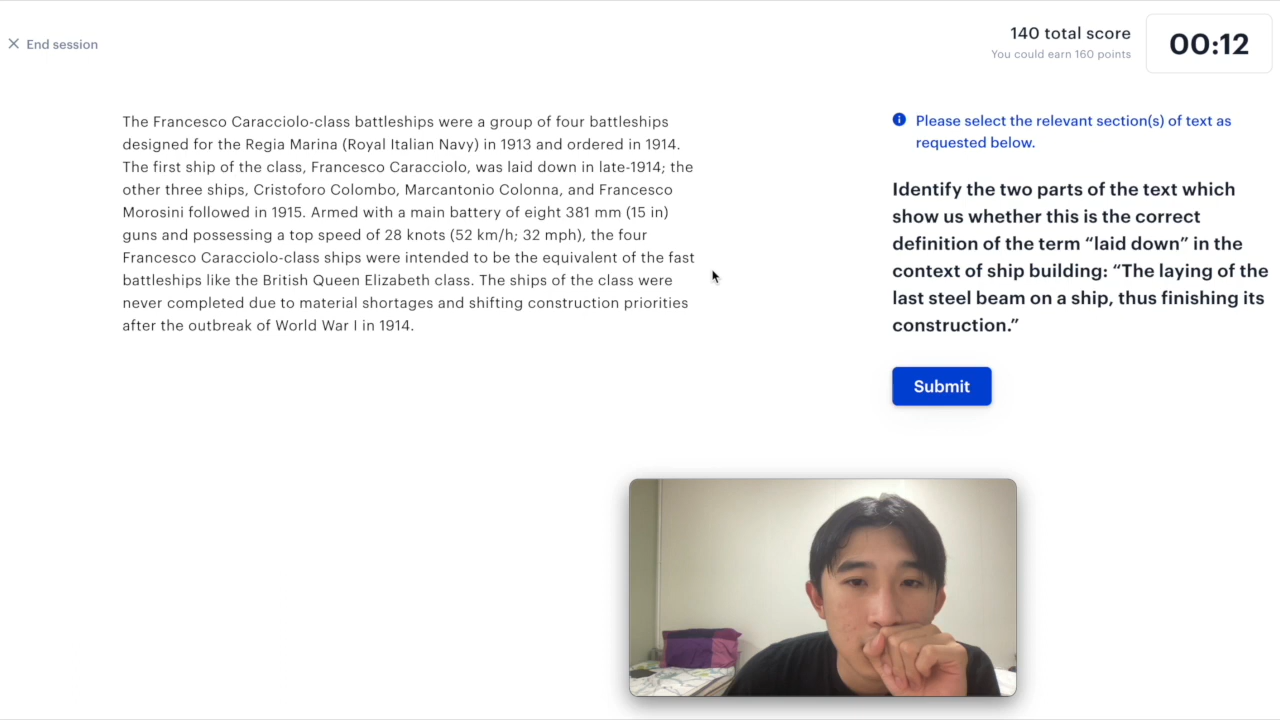 End session
140 total score
You could earn 160 points
00:12
The Francesco Caracciolo-class battleships were a group of four battleships
designed for the Regia Marina (Royal Italian Navy) in 1913 and ordered in 1914.
The first ship of the class, Francesco Caracciolo, was laid down in late-1914; the
other three ships, Cristoforo Colombo, Marcantonio Colonna, and Francesco
Morosini followed in 1915. Armed with a main battery of eight 381 mm (15 in)
guns and possessing a top speed of 28 knots (52 km/h; 32 mph), the four
Francesco Caracciolo-class ships were intended to be the equivalent of the fast
battleships like the British Queen Elizabeth class. The ships of the class were
never completed due to material shortages and shifting construction priorities
after the outbreak of World War I in 1914.
Please select the relevant section(s) of text as
requested below.
Identify the two parts of the text which
show us whether this is the correct
definition of the term “laid down” in the
context of ship building: “The laying of the
last steel beam on a ship, thus finishing its
construction.”
Submit